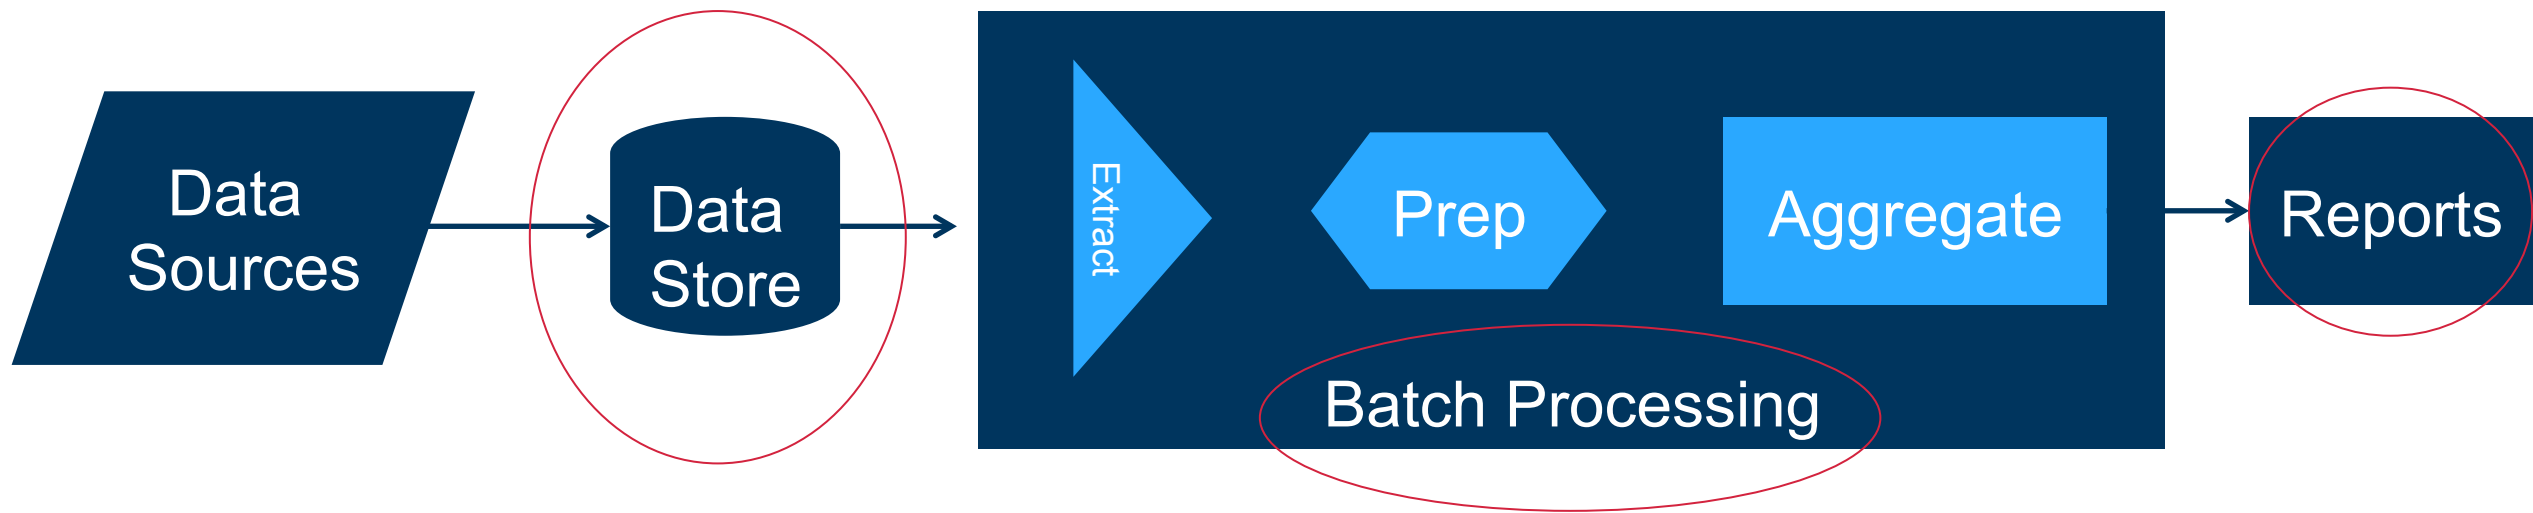 Data
Sources
Data
Store
Extract
Prep
Aggregate
Batch Processing
Reports